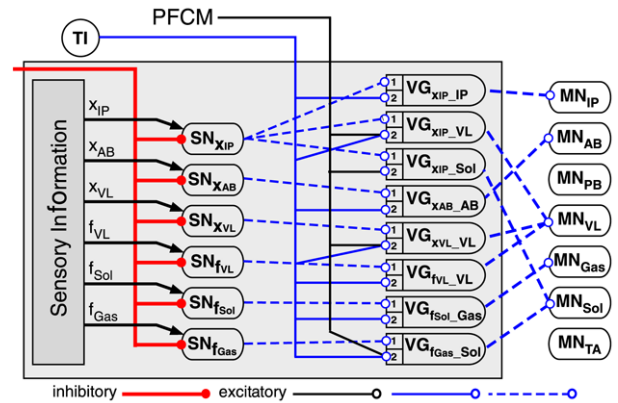 PFCM
TI
Sensory Information
xIP
xAB
xVL
fVL
fSol
fGas
SNxIP
SNxAB
SNxVL
SNfVL
SNfSol
SNfGas
1 VGxIP_IP
2
1 VGxIP_VL
2
1 VGxIP_Sol
2
1 VGxAB_AB
2
1 VGxVL_VL
2
1 VGfVL_VL
2
1 VGfSol_Gas
2
1 VGfGas_Sol
2
MNIP
MNAB
MNPB
MNVL
MNGas
MNSol
MNTA
inhibitory excitatory